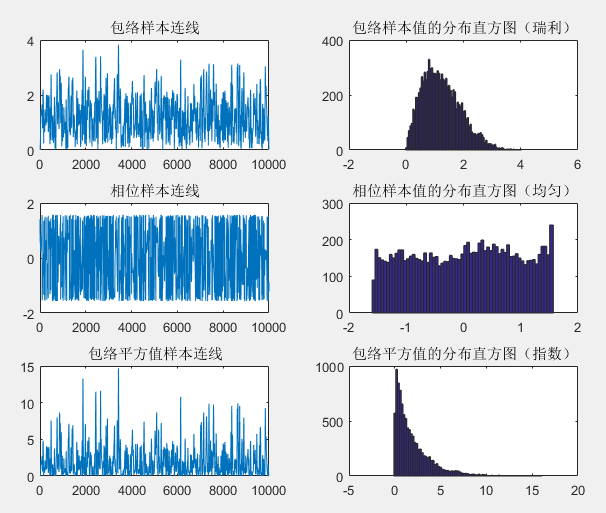 包络样本连线
4
2
0
0 2000 4000 6000 8000 10000
包络样本值的分布直方图（瑞利）
400
200
0
-2 0 2 4 6
相位样本连线
2
0
-2
0 2000 4000 6000 8000 10000
相位样本值的分布直方图（均匀）
300
200
100
0
-2 -1 0 1 2
包络平方值样本连线
15
10
5
0
0 2000 4000 6000 8000 10000
包络平方值的分布直方图（指数）
1000
500
0
-5 0 5 10 15 20